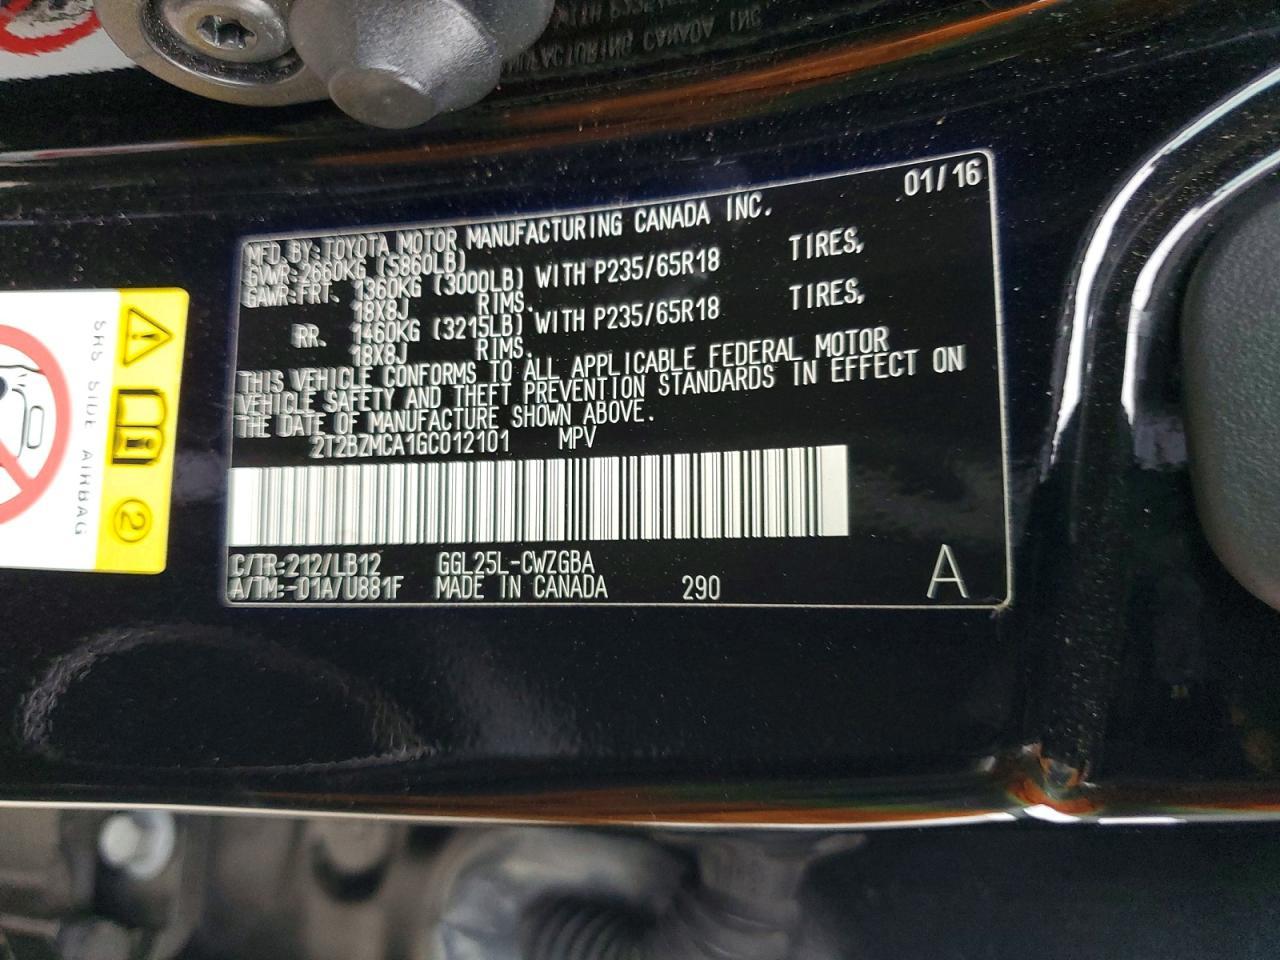 01/16
MFD. BY: TOYOTA MOTOR MANUFACTURING CANADA INC.
GVWR: 2660KG (5860LB)
GAWR: FRT. 1360KG (3000LB) WITH P235/65R18 TIRES,
18X8J RIMS.
RR. 1460KG (3215LB) WITH P235/65R18 TIRES,
18X8J RIMS.
THIS VEHICLE CONFORMS TO ALL APPLICABLE FEDERAL MOTOR
VEHICLE SAFETY AND THEFT PREVENTION STANDARDS IN EFFECT ON
THE DATE OF MANUFACTURE SHOWN ABOVE.
2T2BZMCA1GC012101 MPV
C/TR: 212/LB12 GGL25L-CWZGBA
A/TM: -01A/U881F MADE IN CANADA 290
A
SRS SIDE AIRBAG
2